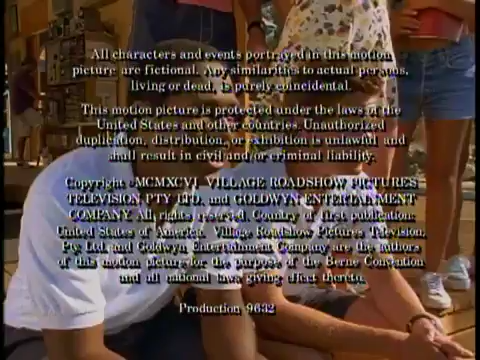 All characters and events portrayed in this motion
picture are fictional. Any similarities to actual persons,
living or dead, is purely coincidental.
This motion picture is protected under the laws of the
United States and other countries. Unauthorized
duplication, distribution, or exhibition is unlawful and
shall result in civil and/or criminal liability.
Copyright MCMXCVI VILLAGE ROADSHOW PICTURES
TELEVISION, PTY LTD. and GOLDWYN ENTERTAINMENT
COMPANY. All rights reserved. Country of first publication:
United States of America. Village Roadshow Pictures Television,
Pty. Ltd. and Goldwyn Entertainment Company are the authors
of this motion picture for the purpose of the Berne Convention
and all national laws giving effect thereto.
Production 9632